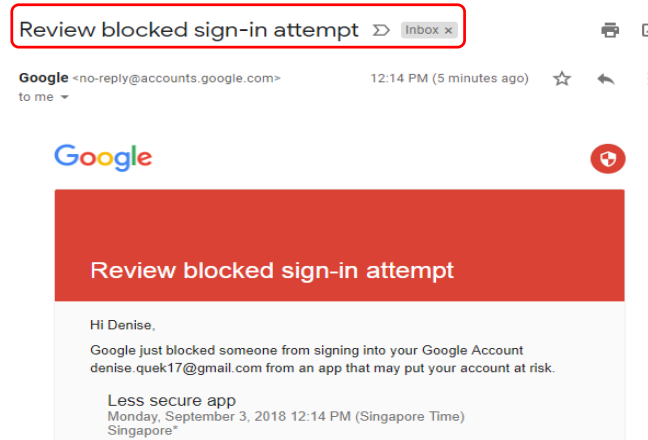 Review blocked sign-in attempt Inbox x
Google <no-reply@accounts.google.com> 12:14 PM (5 minutes ago)
to me
Google
Review blocked sign-in attempt
Hi Denise,
Google just blocked someone from signing into your Google Account
denise.quek17@gmail.com from an app that may put your account at risk.
Less secure app
Monday, September 3, 2018 12:14 PM (Singapore Time)
Singapore*